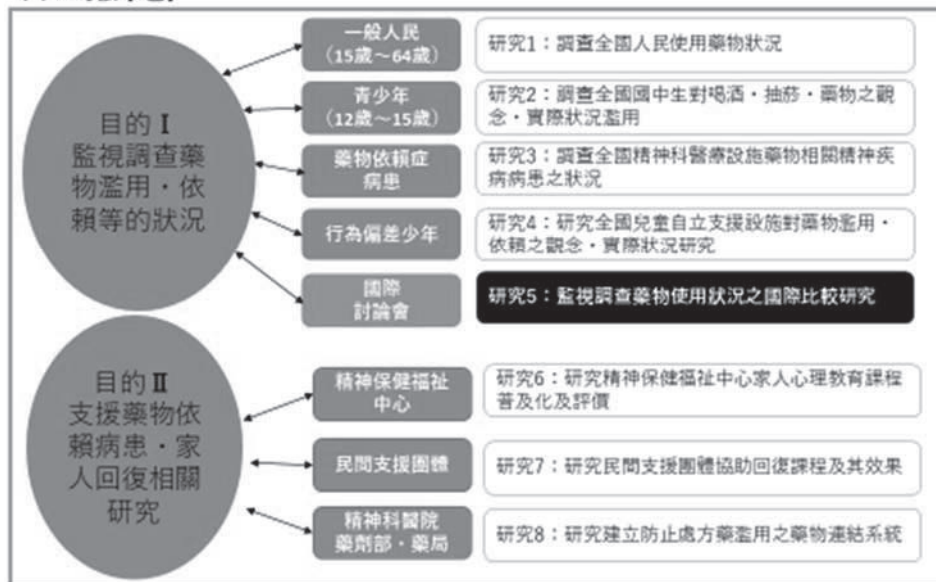 目的 I
監視調查藥
物濫用・依
賴等的狀況
一般人民
（15歲～64歲）
研究1：調查全國人民使用藥物狀況
青少年
（12歲～15歲）
研究2：調查全國國中生對喝酒・抽菸・藥物之觀
念・實際狀況濫用
藥物依賴症
病患
研究3：調查全國精神科醫療設施藥物相關精神疾
病病患之狀況
行為偏差少年
研究4：研究全國兒童自立支援設施對藥物濫用・
依賴之觀念・實際狀況研究
國際
討論會
研究5：監視調查藥物使用狀況之國際比較研究
目的 II
支援藥物依
賴病患・家
人回復相關
研究
精神保健福祉
中心
研究6：研究精神保健福祉中心家人心理教育課程
普及化及評價
民間支援團體
研究7：研究民間支援團體協助回復課程及其效果
精神科醫院
藥劑部・藥局
研究8：研究建立防止處方藥濫用之藥物連結系統